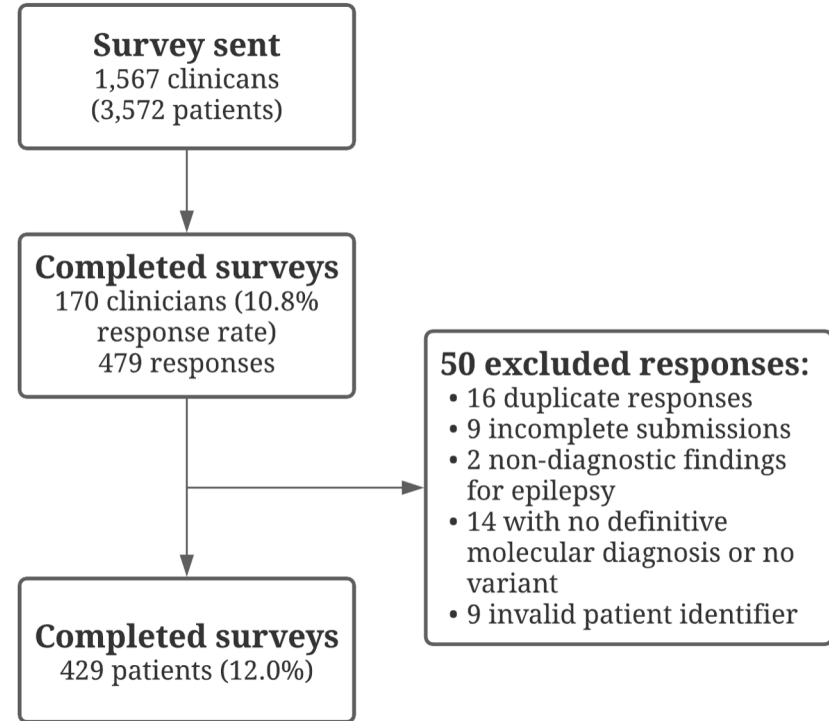 Survey sent
1,567 clinicans
(3,572 patients)
Completed surveys
170 clinicians (10.8%
response rate)
479 responses
50 excluded responses:
• 16 duplicate responses
• 9 incomplete submissions
• 2 non-diagnostic findings
for epilepsy
• 14 with no definitive
molecular diagnosis or no
variant
• 9 invalid patient identifier
Completed surveys
429 patients (12.0%)